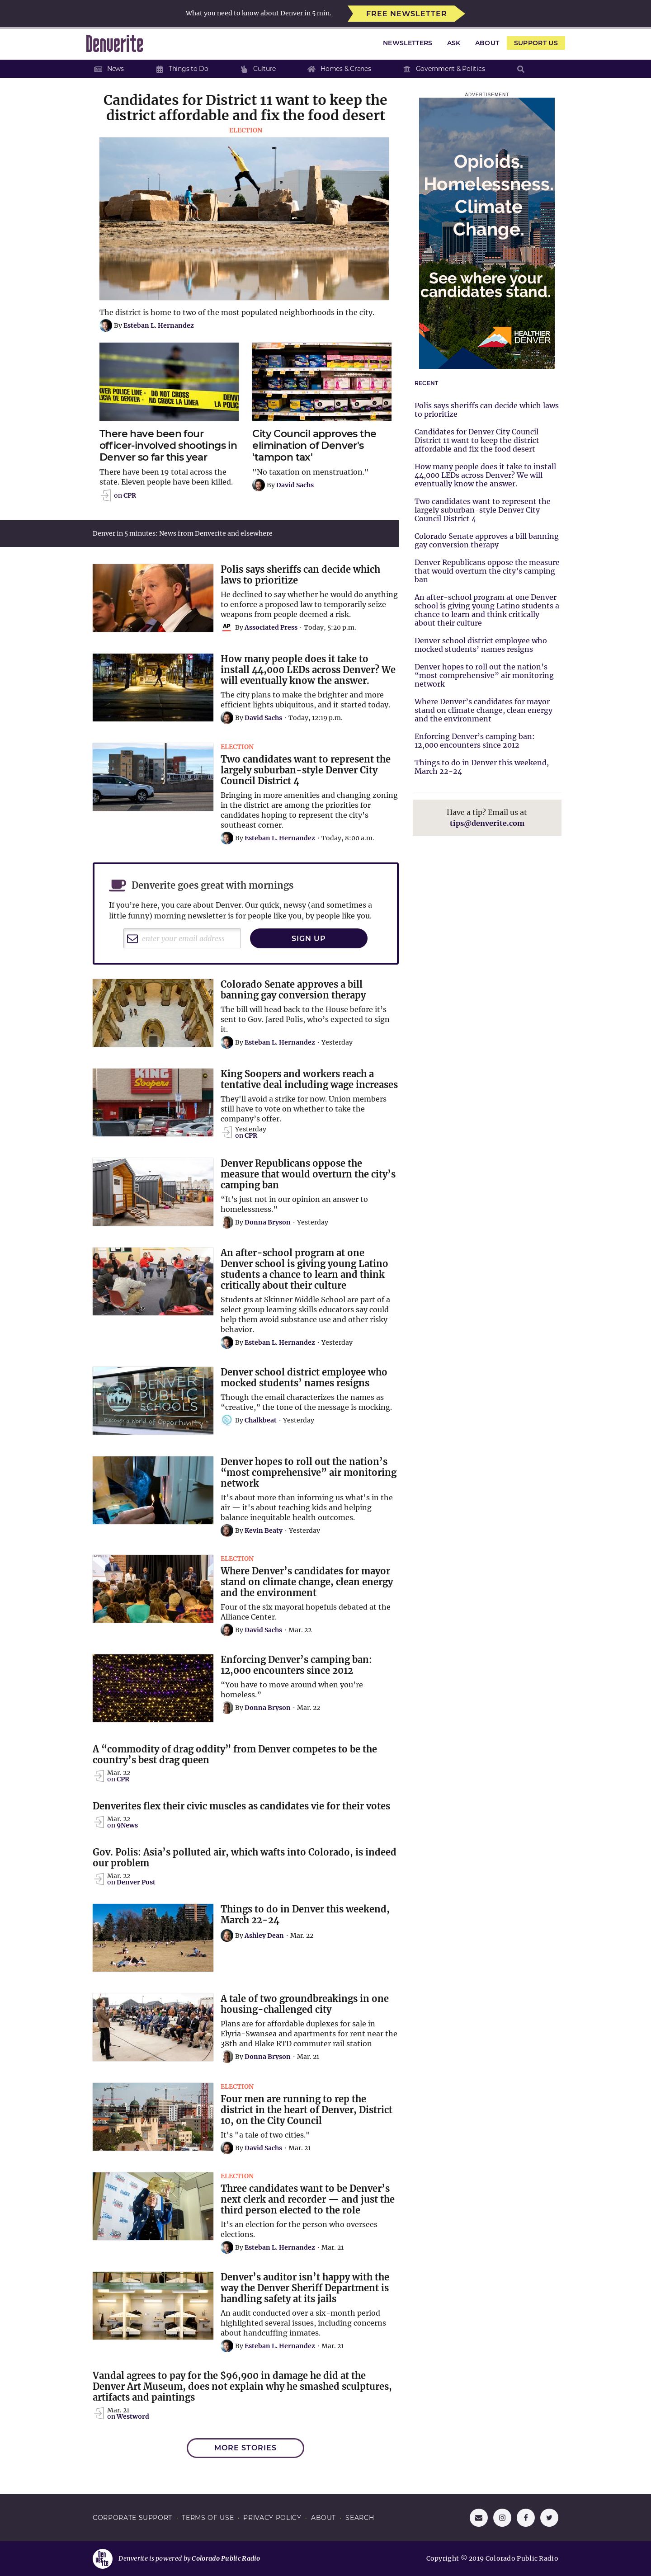 What you need to know about Denver in 5 min.
FREE NEWSLETTER
Denverite
NEWSLETTERS
ASK
ABOUT
SUPPORT US
News
Things to Do
Culture
Homes & Cranes
Government & Politics
Candidates for District 11 want to keep the
district affordable and fix the food desert
ELECTION
The district is home to two of the most populated neighborhoods in the city.
By Esteban L. Hernandez
There have been four
officer-involved shootings in
Denver so far this year
There have been 19 total across the
state. Eleven people have been killed.
on CPR
City Council approves the
elimination of Denver's
'tampon tax'
"No taxation on menstruation."
By David Sachs
ADVERTISEMENT
Opioids.
Homelessness.
Climate
Change.
See where your
candidates stand.
HEALTHIER
DENVER
RECENT
Polis says sheriffs can decide which laws
to prioritize
Candidates for Denver City Council
District 11 want to keep the district
affordable and fix the food desert
How many people does it take to install
44,000 LEDs across Denver? We will
eventually know the answer.
Two candidates want to represent the
largely suburban-style Denver City
Council District 4
Colorado Senate approves a bill banning
gay conversion therapy
Denver Republicans oppose the measure
that would overturn the city's camping
ban
An after-school program at one Denver
school is giving young Latino students a
chance to learn and think critically
about their culture
Denver school district employee who
mocked students’ names resigns
Denver hopes to roll out the nation’s
“most comprehensive” air monitoring
network
Where Denver’s candidates for mayor
stand on climate change, clean energy
and the environment
Enforcing Denver’s camping ban:
12,000 encounters since 2012
Things to do in Denver this weekend,
March 22-24
Have a tip? Email us at
tips@denverite.com
Denver in 5 minutes: News from Denverite and elsewhere
Polis says sheriffs can decide which
laws to prioritize
He declined to say whether he would do anything
to enforce a proposed law to temporarily seize
weapons from people deemed a risk.
AP
By Associated Press · Today, 5:20 p.m.
How many people does it take to
install 44,000 LEDs across Denver? We
will eventually know the answer.
The city plans to make the brighter and more
efficient lights ubiquitous, and it started today.
By David Sachs · Today, 12:19 p.m.
ELECTION
Two candidates want to represent the
largely suburban-style Denver City
Council District 4
Bringing in more amenities and changing zoning
in the district are among the priorities for
candidates hoping to represent the city’s
southeast corner.
By Esteban L. Hernandez · Today, 8:00 a.m.
Denverite goes great with mornings
If you’re here, you care about Denver. Our quick, newsy (and sometimes a
little funny) morning newsletter is for people like you, by people like you.
enter your email address
SIGN UP
Colorado Senate approves a bill
banning gay conversion therapy
The bill will head back to the House before it’s
sent to Gov. Jared Polis, who’s expected to sign
it.
By Esteban L. Hernandez · Yesterday
King Soopers
King Soopers and workers reach a
tentative deal including wage increases
They'll avoid a strike for now. Union members
still have to vote on whether to take the
company’s offer.
Yesterday
on CPR
Denver Republicans oppose the
measure that would overturn the city’s
camping ban
“It’s just not in our opinion an answer to
homelessness.”
By Donna Bryson · Yesterday
An after-school program at one
Denver school is giving young Latino
students a chance to learn and think
critically about their culture
Students at Skinner Middle School are part of a
select group learning skills educators say could
help them avoid substance use and other risky
behavior.
By Esteban L. Hernandez · Yesterday
DENVER
PUBLIC
SCHOOLS
Discover a World of Opportunity
Denver school district employee who
mocked students’ names resigns
Though the email characterizes the names as
“creative,” the tone of the message is mocking.
By Chalkbeat · Yesterday
Denver hopes to roll out the nation’s
“most comprehensive” air monitoring
network
It's about more than informing us what's in the
air — it's about teaching kids and helping
balance inequitable health outcomes.
By Kevin Beaty · Yesterday
ELECTION
Where Denver’s candidates for mayor
stand on climate change, clean energy
and the environment
Four of the six mayoral hopefuls debated at the
Alliance Center.
By David Sachs · Mar. 22
Enforcing Denver’s camping ban:
12,000 encounters since 2012
“You have to move around when you’re
homeless.”
By Donna Bryson · Mar. 22
A “commodity of drag oddity” from Denver competes to be the
country’s best drag queen
Mar. 22
on CPR
Denverites flex their civic muscles as candidates vie for their votes
Mar. 22
on 9News
Gov. Polis: Asia’s polluted air, which wafts into Colorado, is indeed
our problem
Mar. 22
on Denver Post
Things to do in Denver this weekend,
March 22-24
By Ashley Dean · Mar. 22
A tale of two groundbreakings in one
housing-challenged city
Plans are for affordable duplexes for sale in
Elyria-Swansea and apartments for rent near the
38th and Blake RTD commuter rail station
By Donna Bryson · Mar. 21
ELECTION
Four men are running to rep the
district in the heart of Denver, District
10, on the City Council
It's "a tale of two cities."
By David Sachs · Mar. 21
ELECTION
Three candidates want to be Denver’s
next clerk and recorder — and just the
third person elected to the role
It's an election for the person who oversees
elections.
By Esteban L. Hernandez · Mar. 21
Denver’s auditor isn’t happy with the
way the Denver Sheriff Department is
handling safety at its jails
An audit conducted over a six-month period
highlighted several issues, including concerns
about handcuffing inmates.
By Esteban L. Hernandez · Mar. 21
Vandal agrees to pay for the $96,900 in damage he did at the
Denver Art Museum, does not explain why he smashed sculptures,
artifacts and paintings
Mar. 21
on Westword
MORE STORIES
CORPORATE SUPPORT · TERMS OF USE · PRIVACY POLICY · ABOUT · SEARCH
Denverite is powered by Colorado Public Radio
Copyright © 2019 Colorado Public Radio